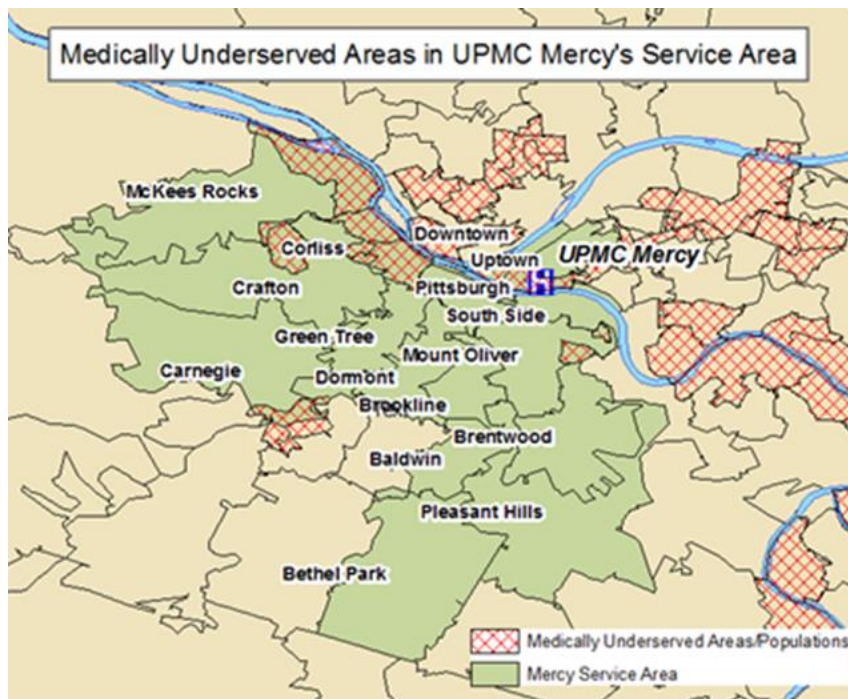 Medically Underserved Areas in UPMC Mercy's Service Area
McKees Rocks
Downtown
Corliss
Uptown
UPMC Mercy
Crafton
Pittsburgh
South Side
Green Tree
Mount Oliver
Carnegie
Dormont
Brookline
Brentwood
Baldwin
Pleasant Hills
Bethel Park
Medically Underserved Areas/Populations
Mercy Service Area